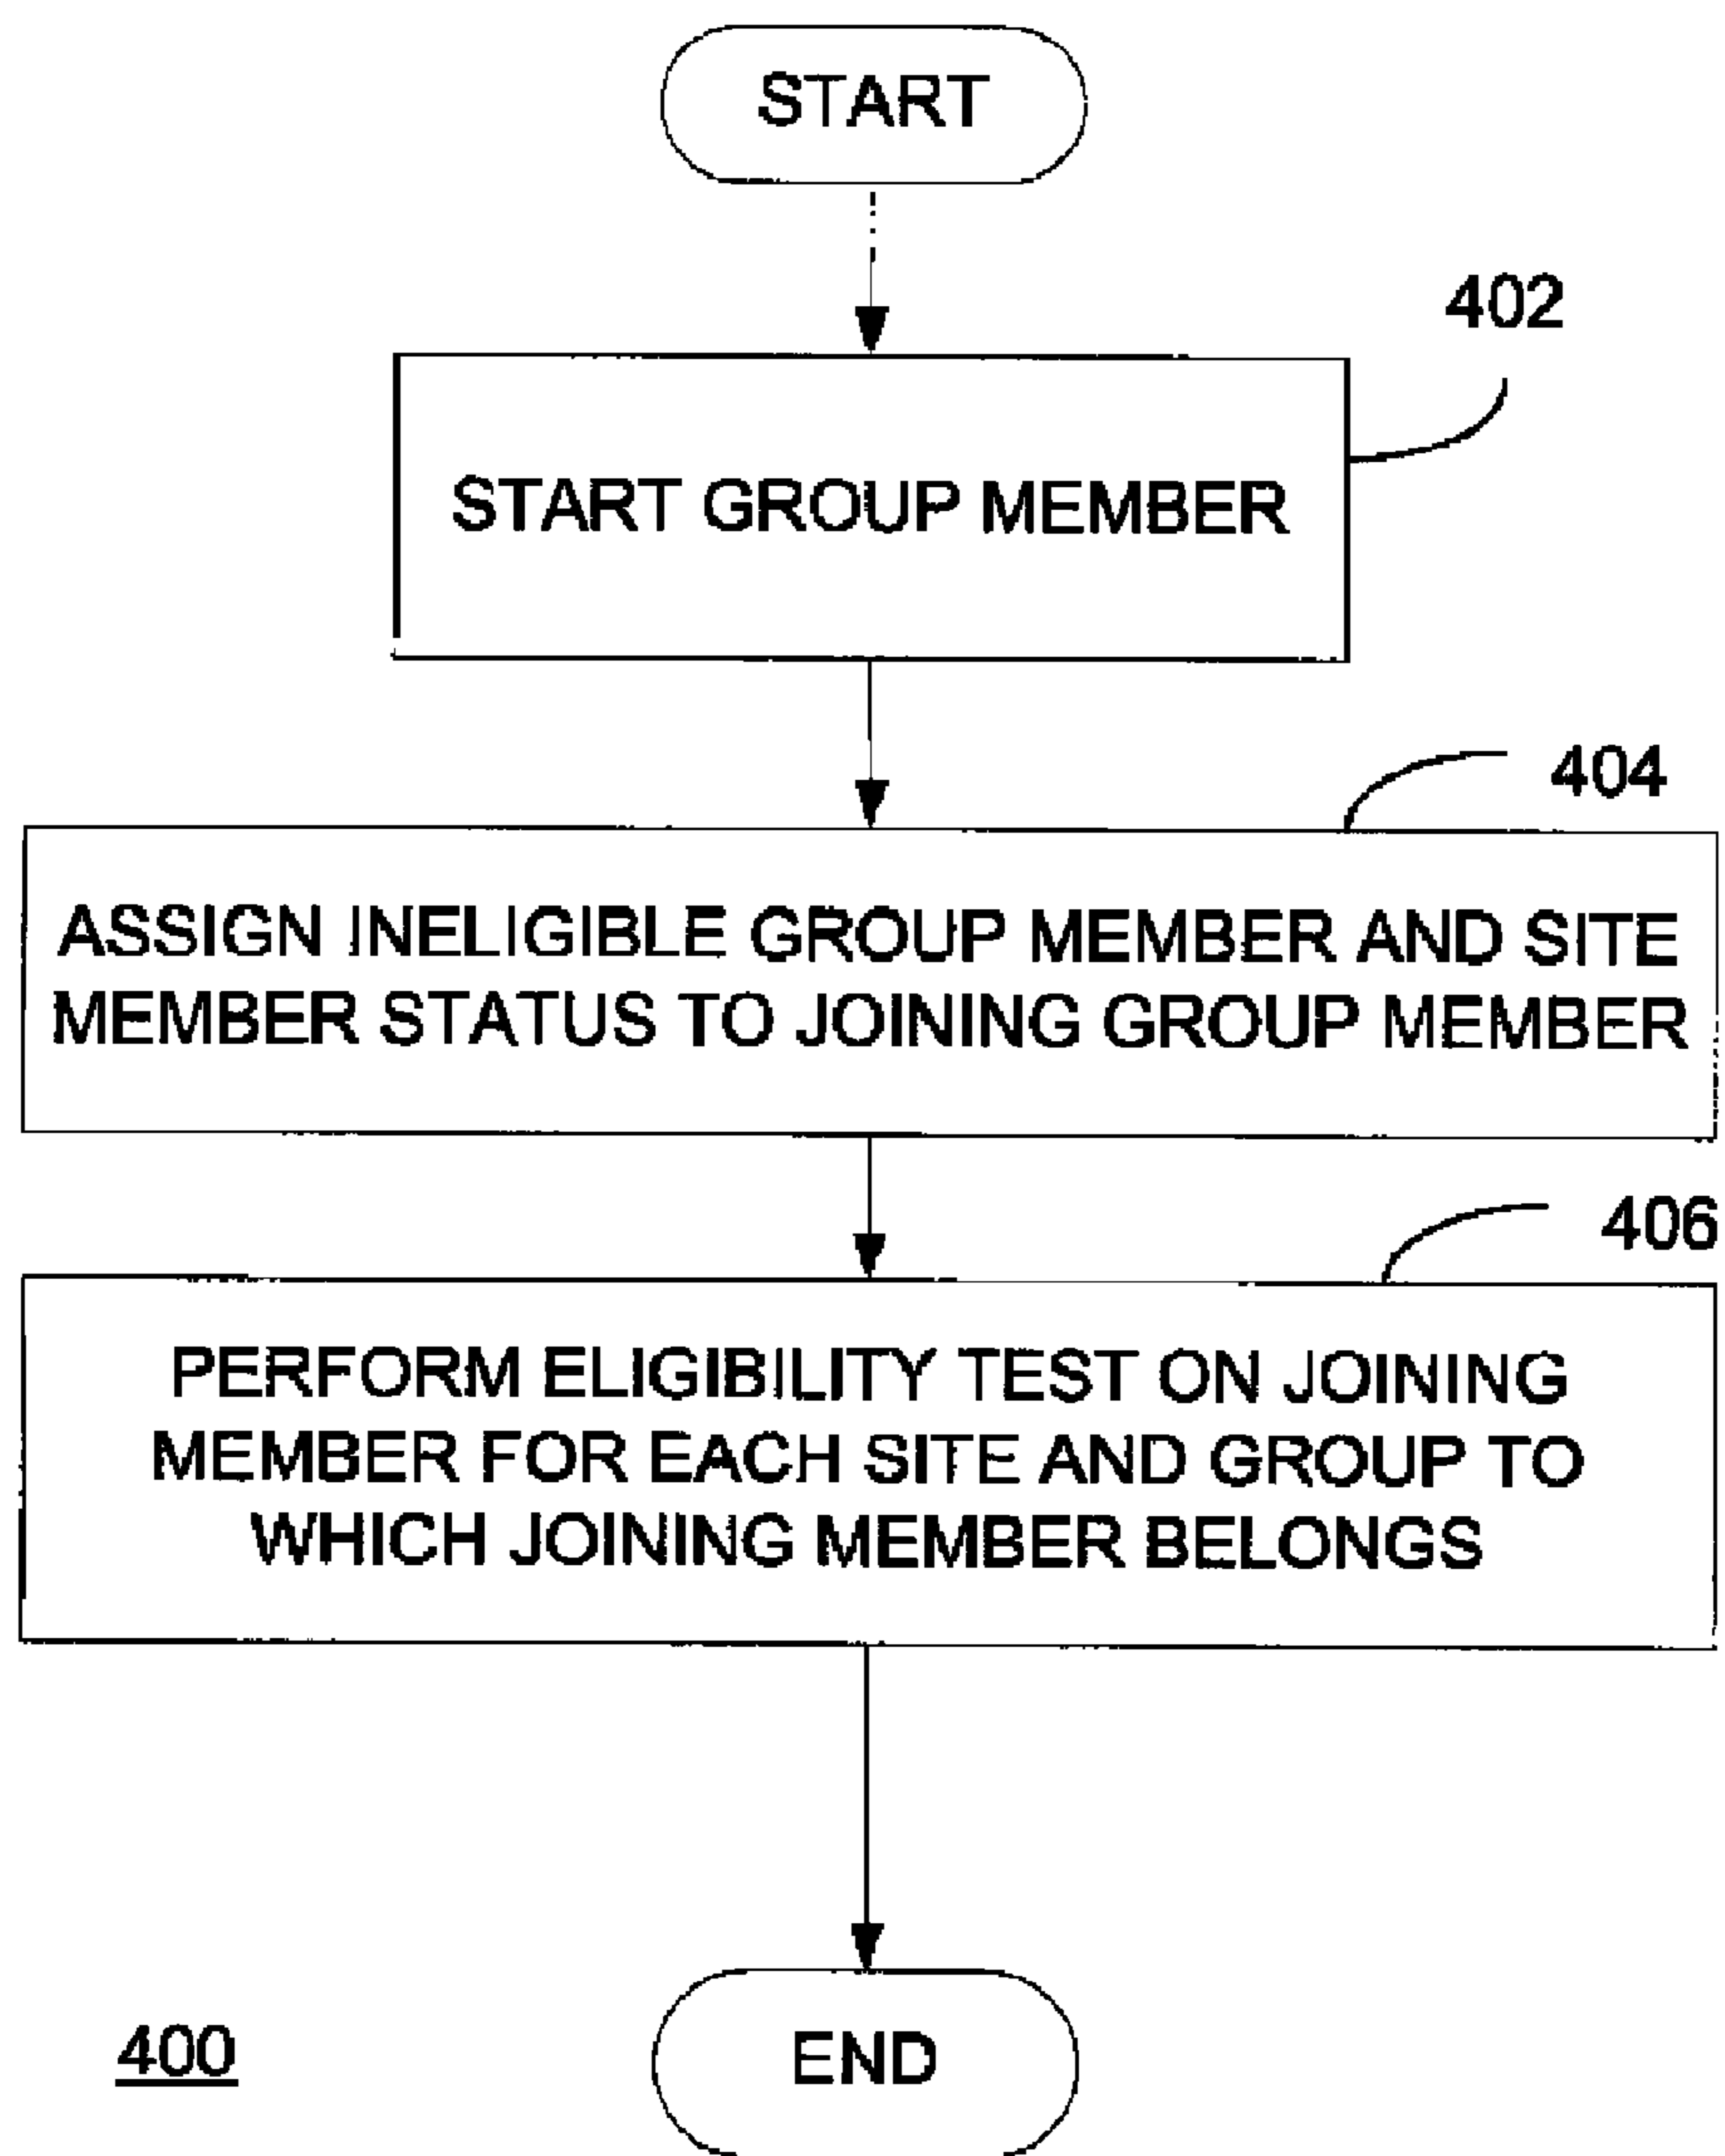 START
402
START GROUP MEMBER
404
ASSIGN INELIGIBLE GROUP MEMBER AND SITE
MEMBER STATUS TO JOINING GROUP MEMBER
406
PERFORM ELIGIBILITY TEST ON JOINING
MEMBER FOR EACH SITE AND GROUP TO
WHICH JOINING MEMBER BELONGS
400
END